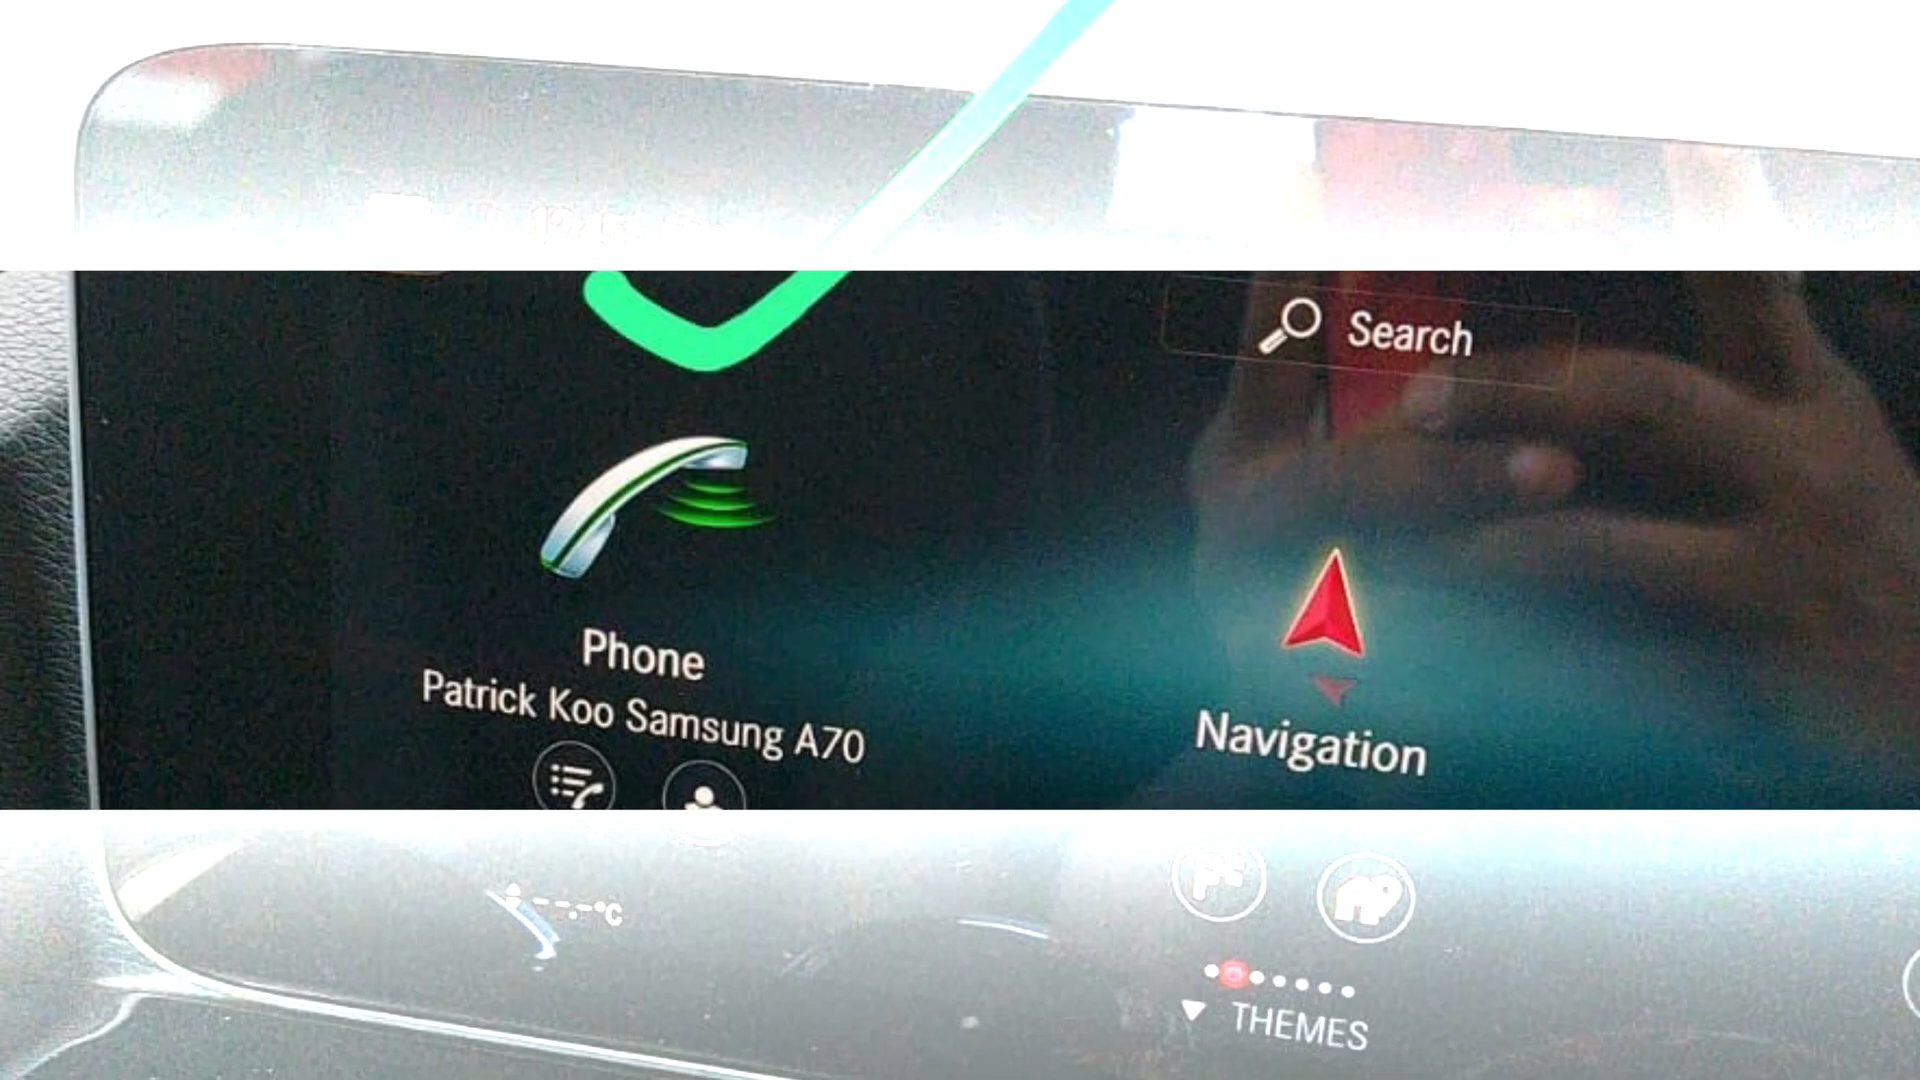 Search
Phone
Patrick Koo Samsung A70
Navigation
--.-°C
THEMES